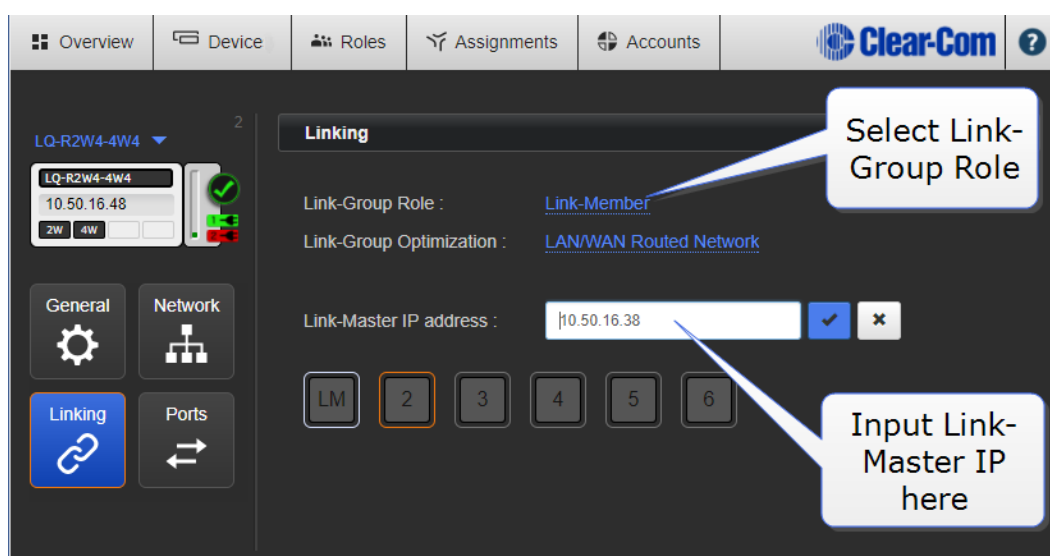 Overview Device Roles Assignments Accounts Clear-Com ?
2
LQ-R2W4-4W4
LQ-R2W4-4W4
10.50.16.48
2W 4W
1
General Network
Linking Ports
Linking
Link-Group Role : Link-Member
Link-Group Optimization : LAN/WAN Routed Network
Link-Master IP address : 10.50.16.38
LM 2 3 4 5 6
Select Link-
Group Role
Input Link-
Master IP
here